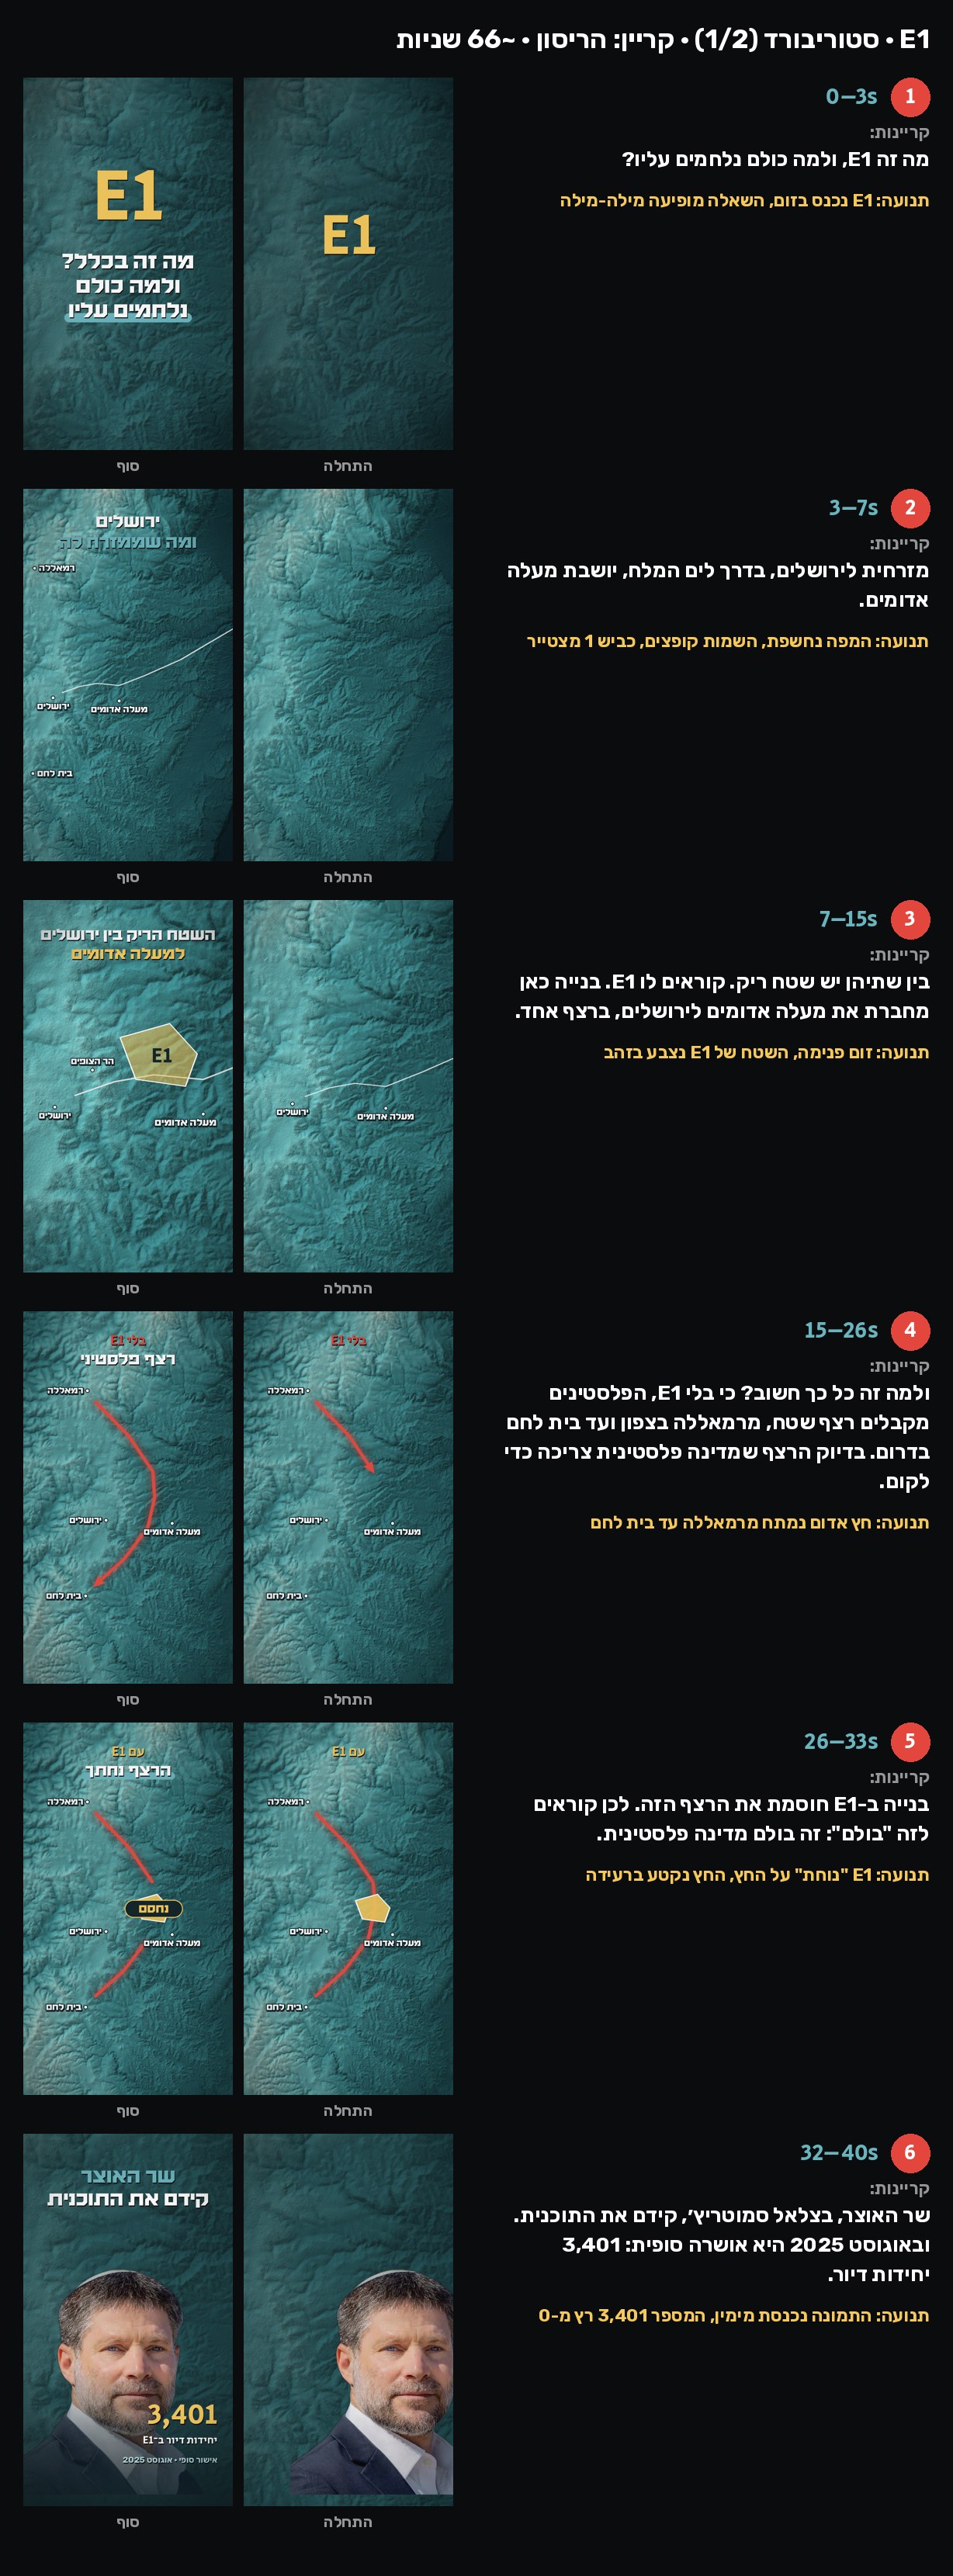 E1 • סטוריבורד (1/2) • קריין: הריסון • ~66 שניות
1
0–3s
קריינות:
מה זה E1, ולמה כולם נלחמים עליו?
תנועה: E1 נכנס בזום, השאלה מופיעה מילה-מילה
E1
התחלה
E1
מה זה בכלל?
ולמה כולם
נלחמים עליו
סוף
2
3–7s
קריינות:
מזרחית לירושלים, בדרך לים המלח, יושבת מעלה
אדומים.
תנועה: המפה נחשפת, השמות קופצים, כביש 1 מצטייר
התחלה
ירושלים
ומה שממזרח לה
רמאללה
ירושלים
מעלה אדומים
בית לחם
סוף
3
7–15s
קריינות:
בין שתיהן יש שטח ריק. קוראים לו E1. בנייה כאן
מחברת את מעלה אדומים לירושלים, ברצף אחד.
תנועה: זום פנימה, השטח של E1 נצבע בזהב
ירושלים
מעלה אדומים
התחלה
השטח הריק בין ירושלים
למעלה אדומים
E1
הר הצופים
ירושלים
מעלה אדומים
סוף
4
15–26s
קריינות:
ולמה זה כל כך חשוב? כי בלי E1, הפלסטינים
מקבלים רצף שטח, מרמאללה בצפון ועד בית לחם
בדרום. בדיוק הרצף שמדינה פלסטינית צריכה כדי
לקום.
תנועה: חץ אדום נמתח מרמאללה עד בית לחם
בלי E1
רמאללה
ירושלים
מעלה אדומים
בית לחם
התחלה
בלי E1
רצף פלסטיני
רמאללה
ירושלים
מעלה אדומים
בית לחם
סוף
5
26–33s
קריינות:
בנייה ב-E1 חוסמת את הרצף הזה. לכן קוראים
לזה "בולם": זה בולם מדינה פלסטינית.
תנועה: E1 "נוחת" על החץ, החץ נקטע ברעידה
עם E1
רמאללה
ירושלים
מעלה אדומים
בית לחם
התחלה
עם E1
הרצף נחתך
רמאללה
נחסם
ירושלים
מעלה אדומים
בית לחם
סוף
6
32–40s
קריינות:
שר האוצר, בצלאל סמוטריץ', קידם את התוכנית.
ובאוגוסט 2025 היא אושרה סופית: 3,401
יחידות דיור.
תנועה: התמונה נכנסת מימין, המספר 3,401 רץ מ-0
התחלה
שר האוצר
קידם את התוכנית
3,401
יחידות דיור ב־E1
אישור סופי • אוגוסט 2025
סוף